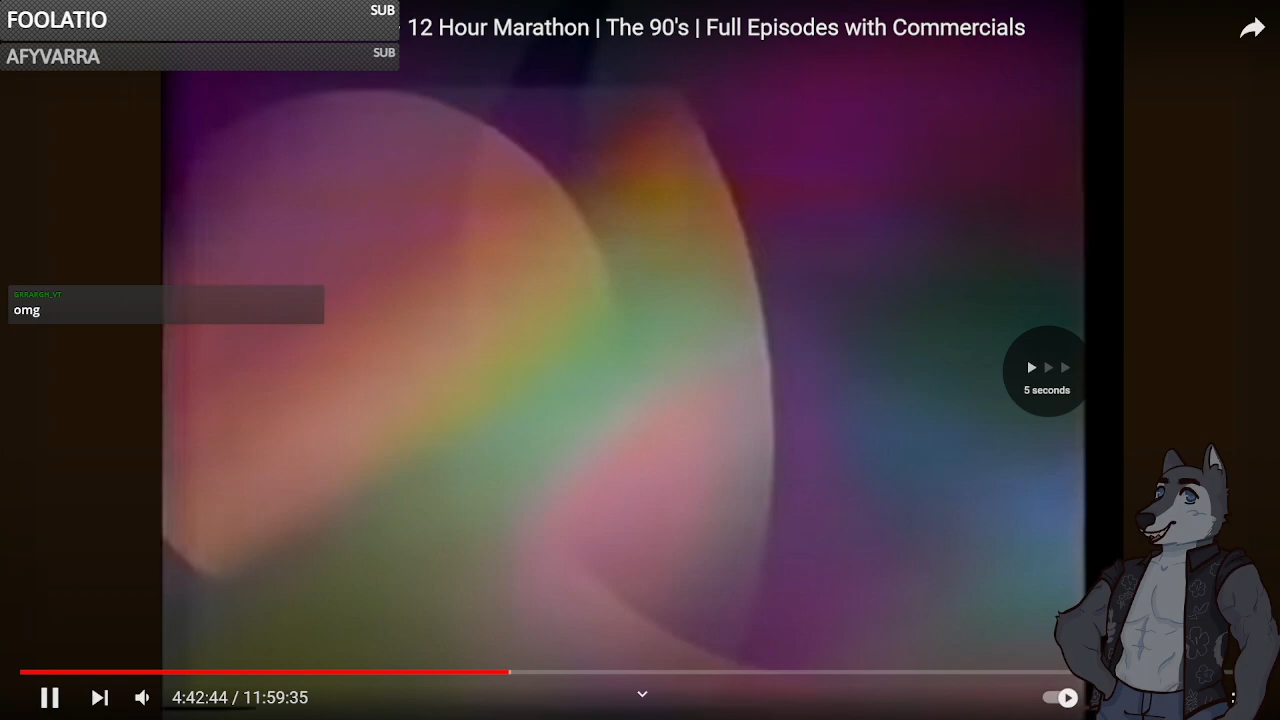 FOOLATIO SUB
12 Hour Marathon | The 90's | Full Episodes with Commercials
AFYVARRA SUB
GRRARGH_VT
omg
5 seconds
4:42:44 / 11:59:35